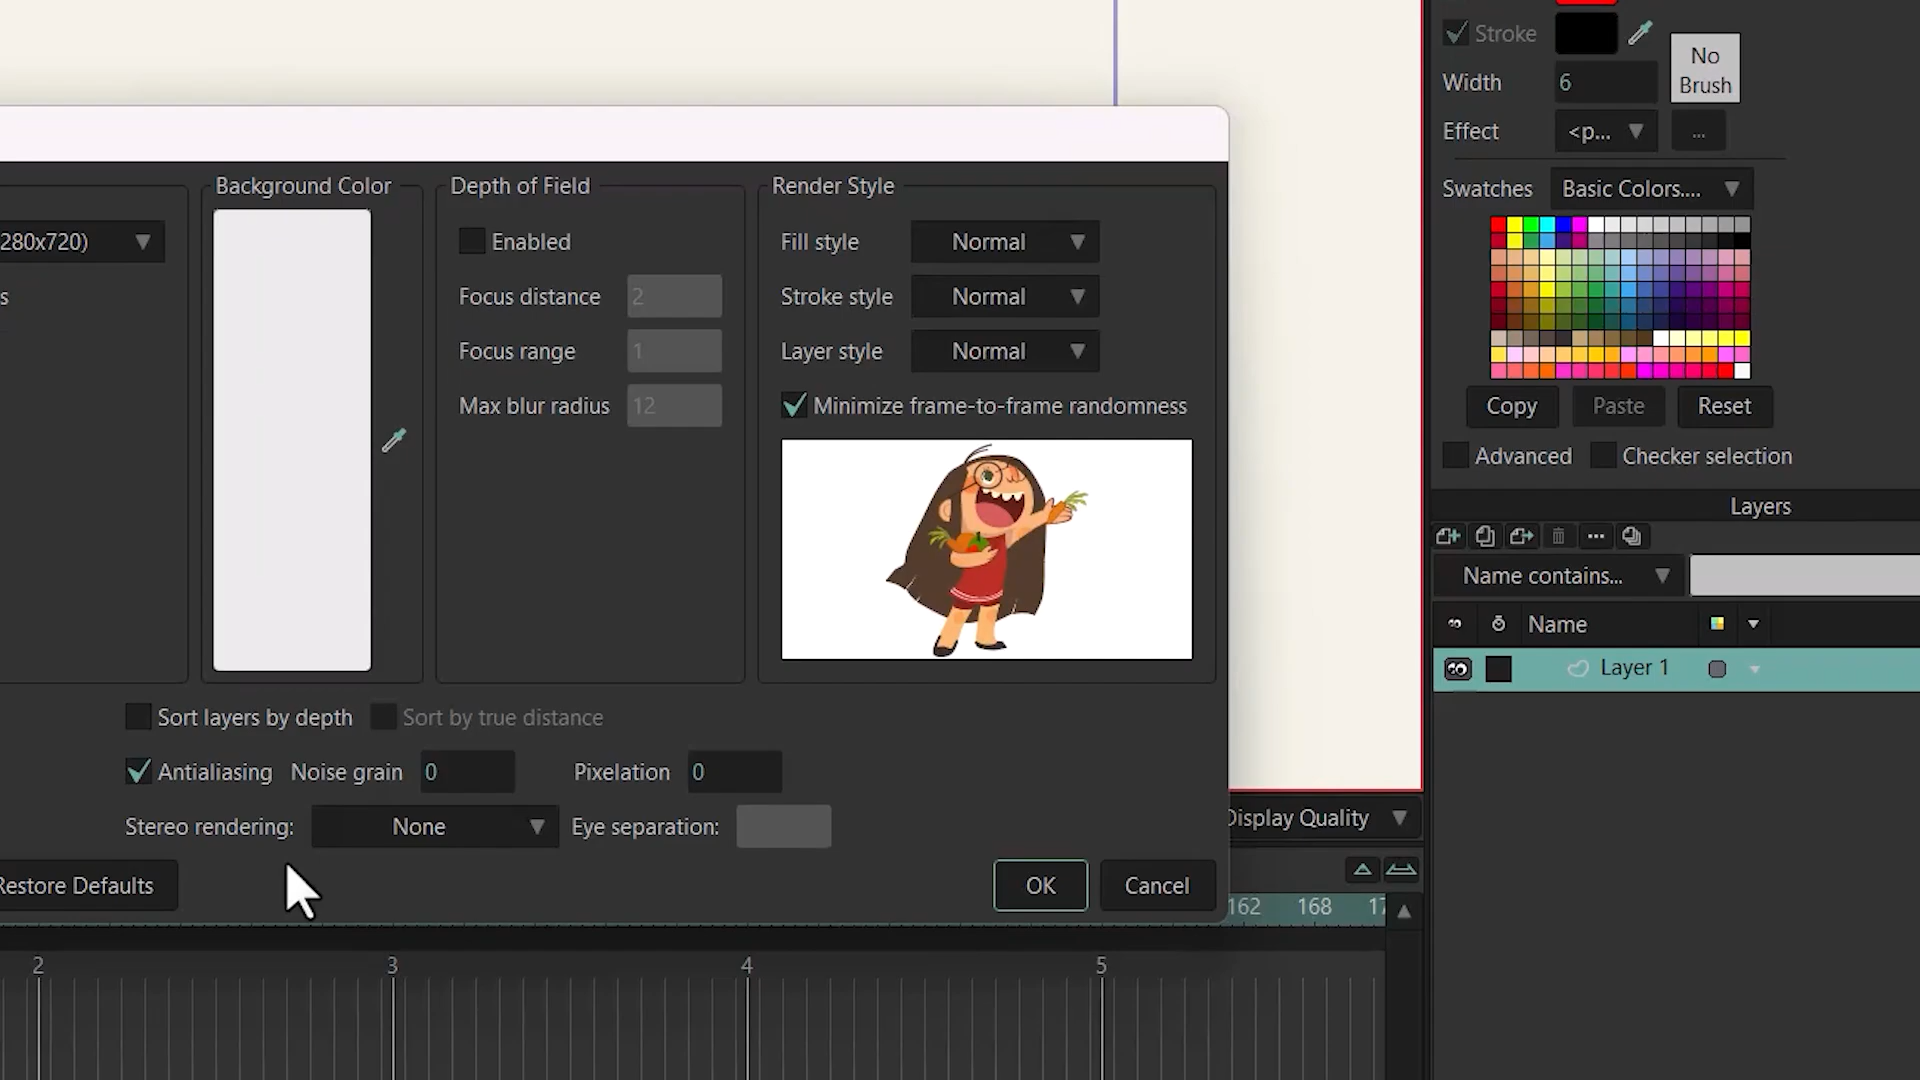 Stroke
No
Brush
Width
6
Effect
<p...
...
Swatches
Basic Colors....
Copy
Paste
Reset
Advanced
Checker selection
Layers
Name contains...
Name
Layer 1
Background Color
Depth of Field
Render Style
280x720)
s
Enabled
Focus distance
2
Focus range
1
Max blur radius
12
Fill style
Normal
Stroke style
Normal
Layer style
Normal
Minimize frame-to-frame randomness
Sort layers by depth
Sort by true distance
Antialiasing
Noise grain
0
Pixelation
0
Stereo rendering:
None
Eye separation:
Restore Defaults
OK
Cancel
Display Quality
162
168
17
2
3
4
5